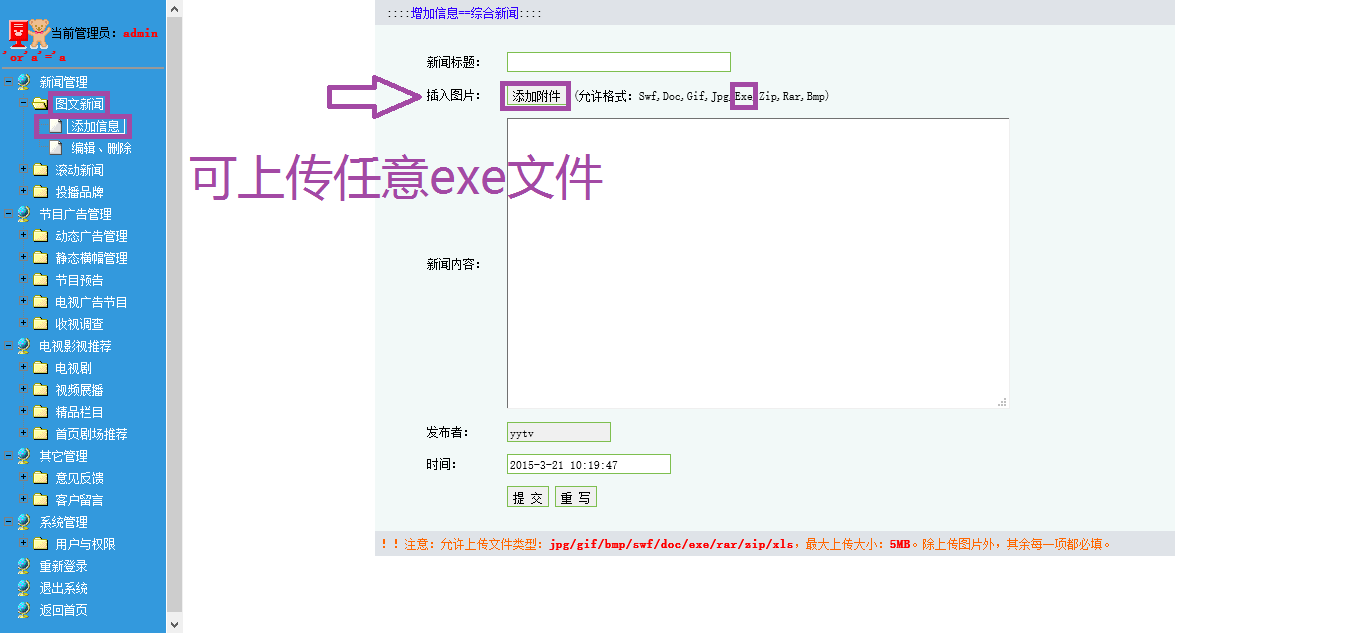 当前管理员：admin
'or'a'='a
新闻管理
图文新闻
添加信息
编辑、删除
滚动新闻
投播品牌
节目广告管理
动态广告管理
静态横幅管理
节目预告
电视广告节目
收视调查
电视影视推荐
电视剧
视频展播
精品栏目
首页剧场推荐
其它管理
意见反馈
客户留言
系统管理
用户与权限
重新登录
退出系统
返回首页
::::增加信息==综合新闻::::
新闻标题：
插入图片： 添加附件 (允许格式：Swf,Doc,Gif,Jpg,Exe,Zip,Rar,Bmp)
可上传任意exe文件
新闻内容：
发布者： yytv
时间： 2015-3-21 10:19:47
提 交 重 写
！！注意：允许上传文件类型：jpg/gif/bmp/swf/doc/exe/rar/zip/xls，最大上传大小：5MB。除上传图片外，其余每一项都必填。